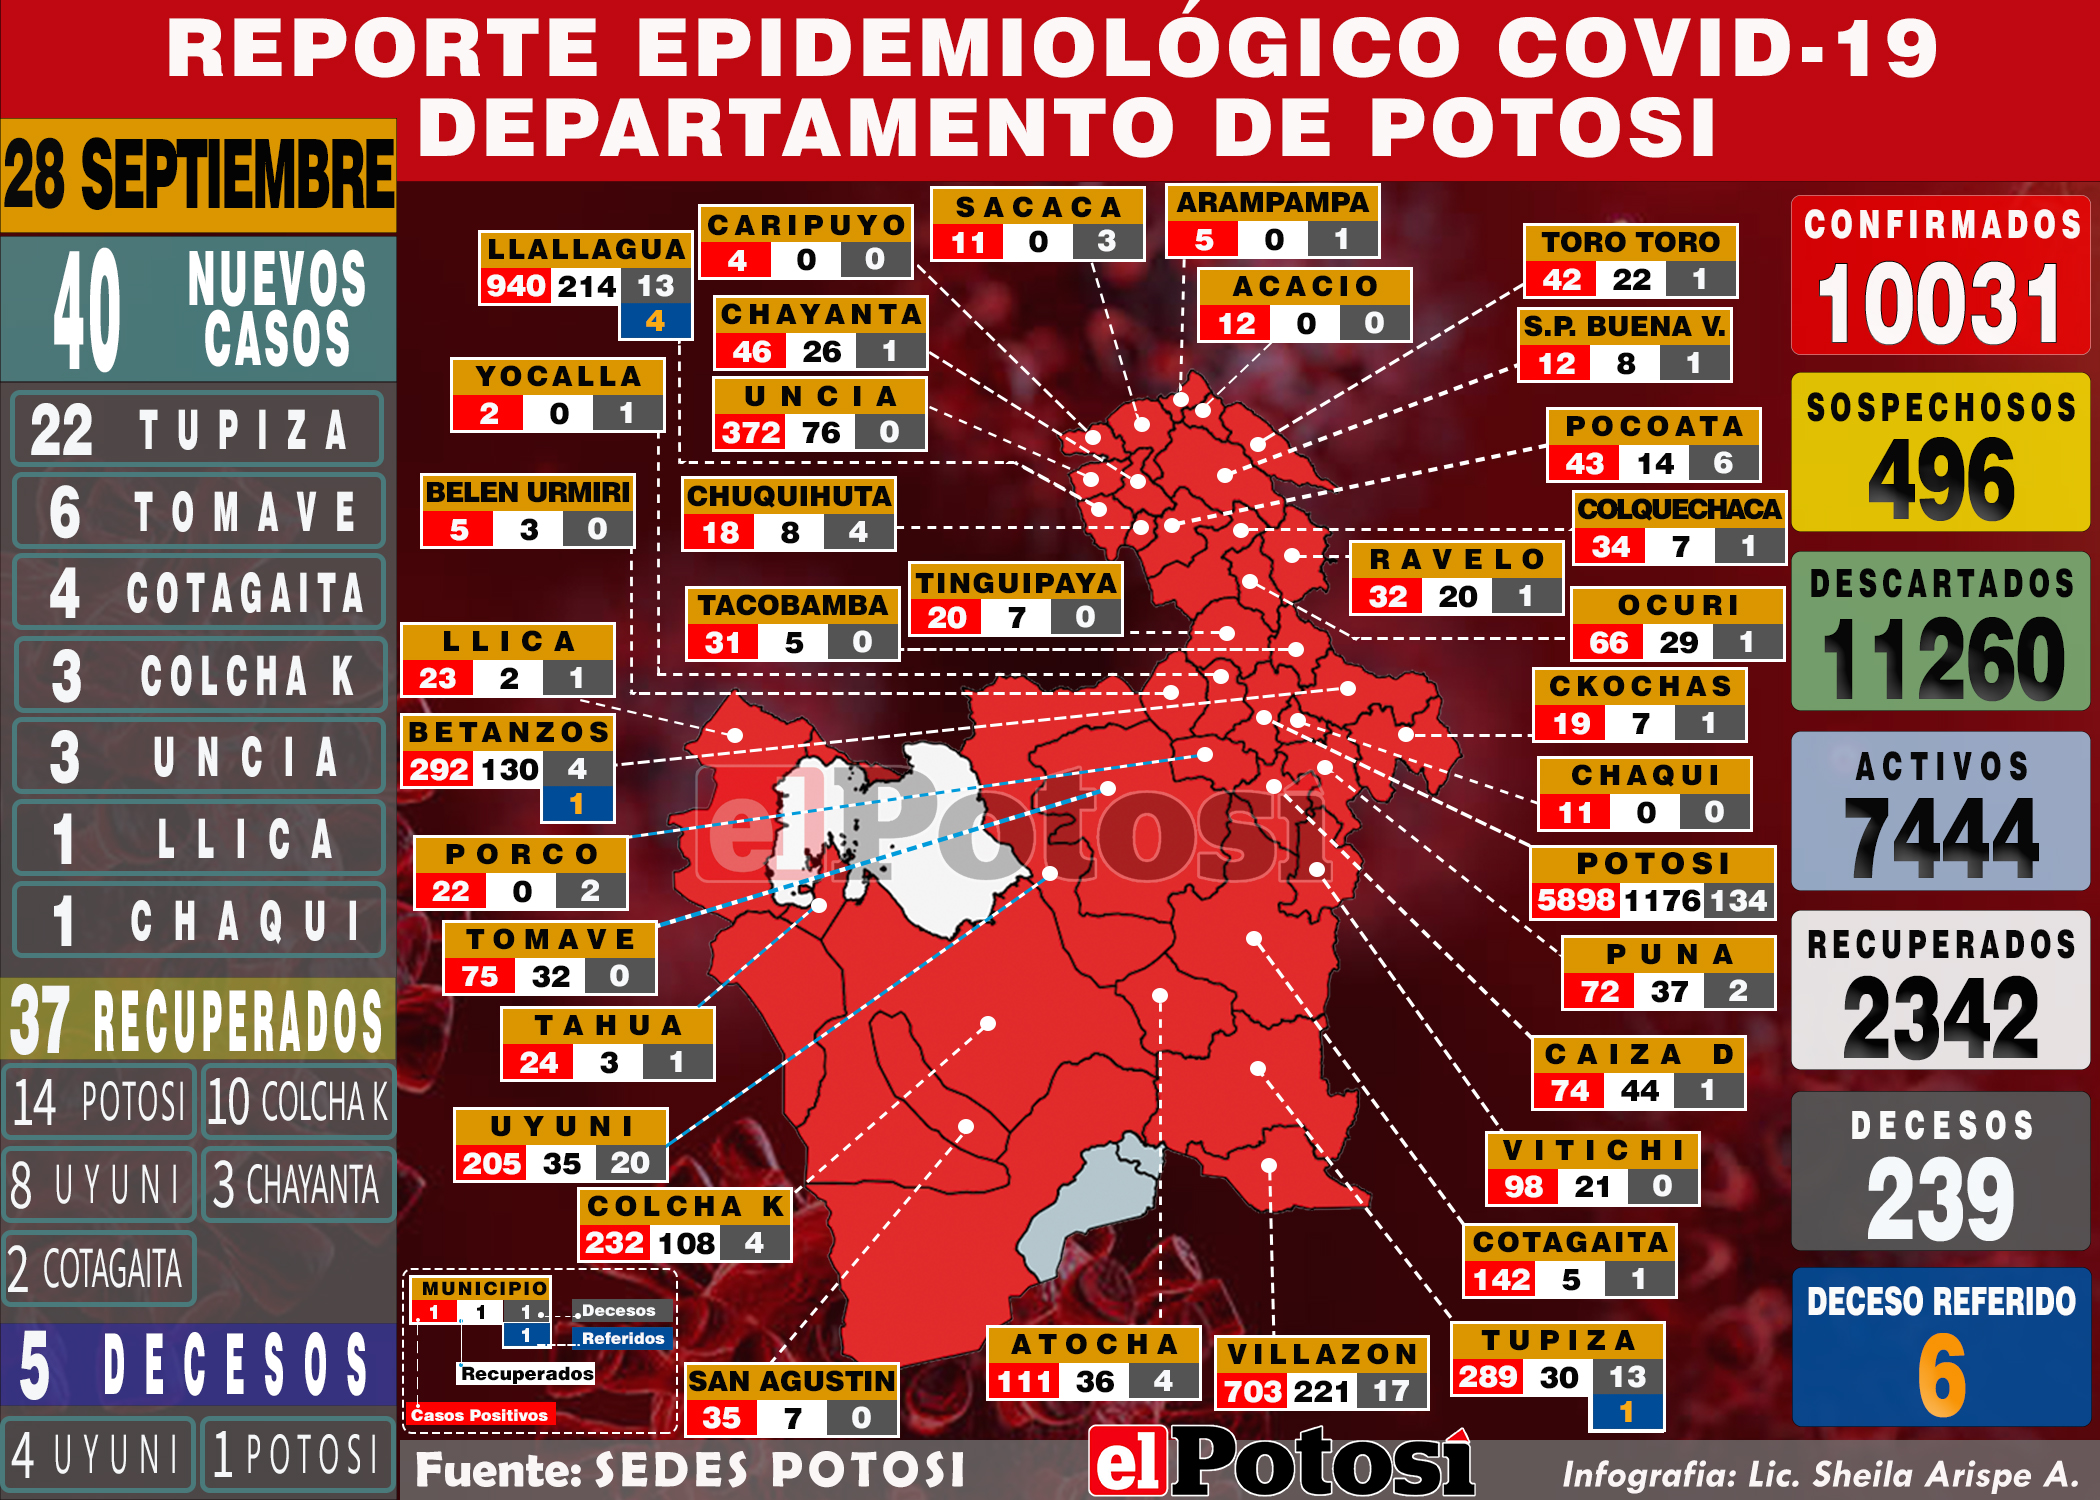 REPORTE EPIDEMIOLÓGICO COVID-19
DEPARTAMENTO DE POTOSI
28 SEPTIEMBRE
40 NUEVOS
CASOS
22 TUPIZA
6 TOMAVE
4 COTAGAITA
3 COLCHA K
3 UNCIA
1 LLICA
1 CHAQUI
37 RECUPERADOS
14 POTOSI
10 COLCHA K
8 UYUNI
3 CHAYANTA
2 COTAGAITA
5 DECESOS
4 UYUNI
1 POTOSI
LLALLAGUA
940 214 13
4
CARIPUYO
4 0 0
SACACA
11 0 3
ARAMPAMPA
5 0 1
ACACIO
12 0 0
TORO TORO
42 22 1
CHAYANTA
46 26 1
S.P. BUENA V.
12 8 1
YOCALLA
2 0 1
UNCIA
372 76 0
POCOATA
43 14 6
BELEN URMIRI
5 3 0
CHUQUIHUTA
18 8 4
COLQUECHACA
34 7 1
RAVELO
32 20 1
TINGUIPAYA
20 7 0
TACOBAMBA
31 5 0
OCURI
66 29 1
LLICA
23 2 1
CKOCHAS
19 7 1
BETANZOS
292 130 4
1
CHAQUI
11 0 0
PORCO
22 0 2
POTOSI
5898 1176 134
TOMAVE
75 32 0
PUNA
72 37 2
TAHUA
24 3 1
CAIZA D
74 44 1
UYUNI
205 35 20
VITICHI
98 21 0
COLCHA K
232 108 4
COTAGAITA
142 5 1
SAN AGUSTIN
35 7 0
ATOCHA
111 36 4
VILLAZON
703 221 17
TUPIZA
289 30 13
1
el Potosí
MUNICIPIO
1 1 1 Decesos
1 Referidos
Recuperados
Casos Positivos
CONFIRMADOS
10031
SOSPECHOSOS
496
DESCARTADOS
11260
ACTIVOS
7444
RECUPERADOS
2342
DECESOS
239
DECESO REFERIDO
6
Fuente: SEDES POTOSI
el Potosí
Infografia: Lic. Sheila Arispe A.